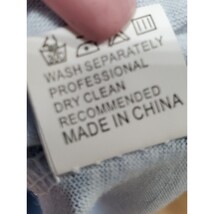 WASH SEPARATELY
PROFESSIONAL
DRY CLEAN
RECOMMENDED
MADE IN CHINA